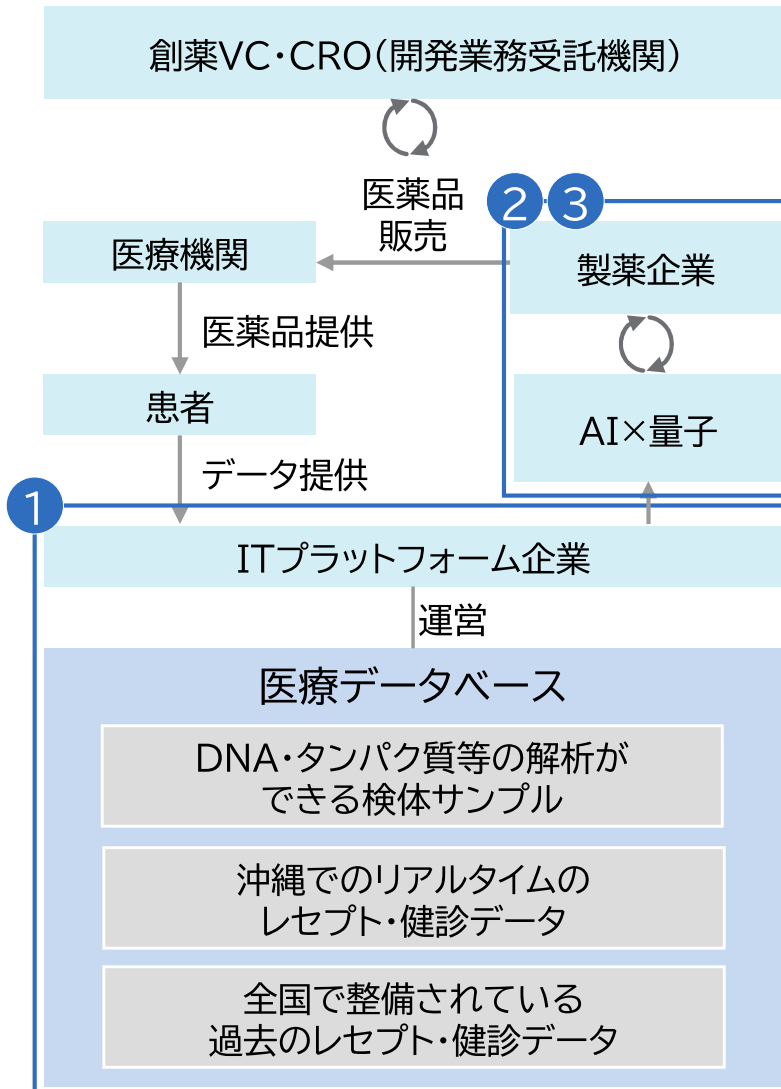 創薬VC・CRO（開発業務受託機関）
医薬品
販売
2
3
医療機関
製薬企業
医薬品提供
患者
AI×量子
データ提供
1
ITプラットフォーム企業
運営
医療データベース
DNA・タンパク質等の解析が
できる検体サンプル
沖縄でのリアルタイムの
レセプト・健診データ
全国で整備されている
過去のレセプト・健診データ